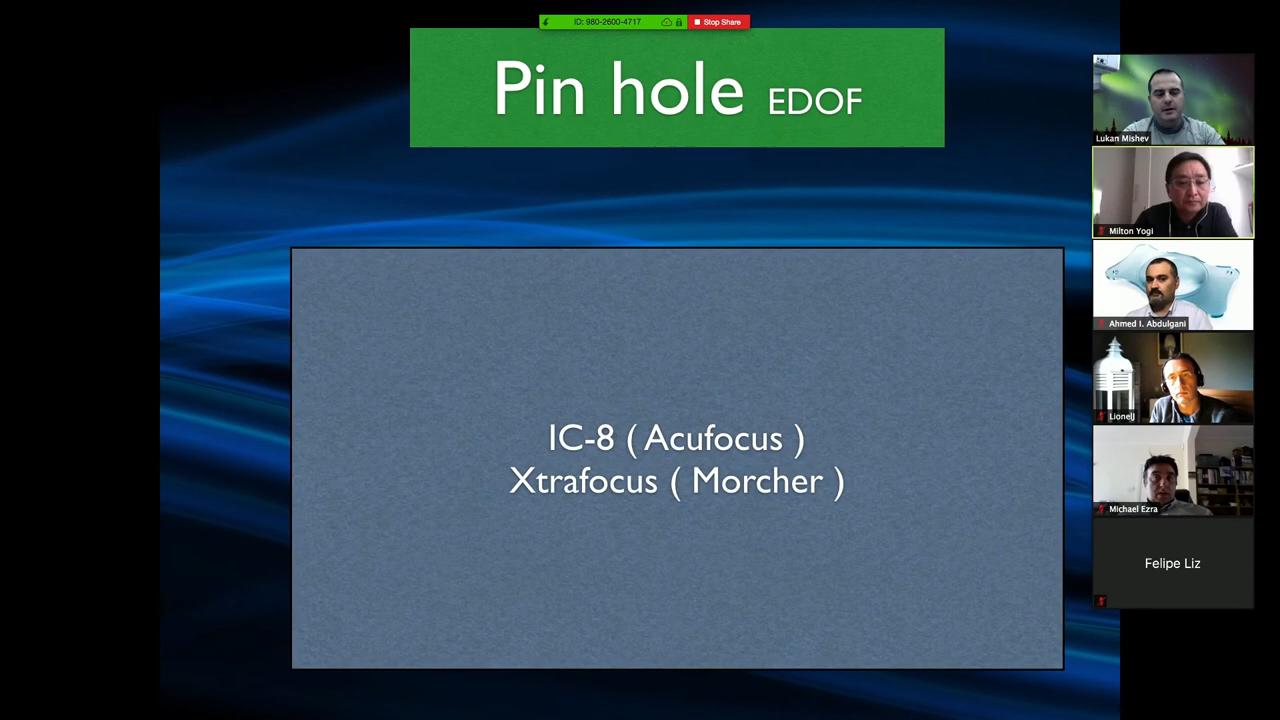 ID: 980-2600-4717
Stop Share
Pin hole EDOF
IC-8 ( Acufocus )
Xtrafocus ( Morcher )
Lukan Mishev
Milton Yogi
Ahmed I. Abdulgani
LionelJ
Michael Ezra
Felipe Liz